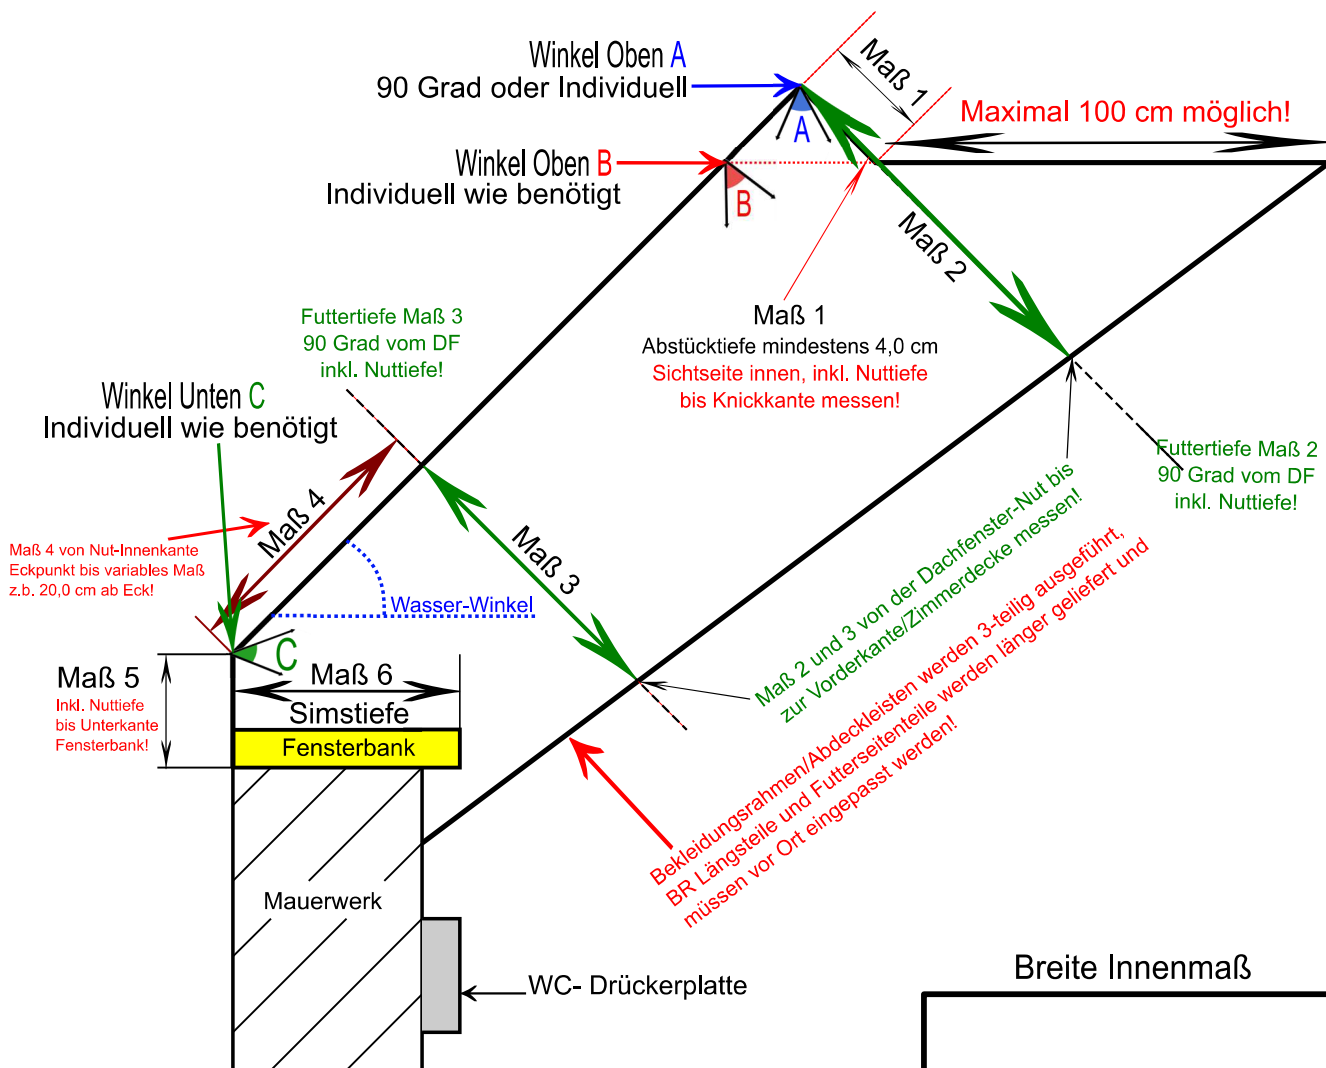 Winkel Oben A
90 Grad oder Individuell
Maß 1
Maximal 100 cm möglich!
A
Winkel Oben B
Individuell wie benötigt
B
Maß 2
Maß 1
Abstücktiefe mindestens 4,0 cm
Sichtseite innen, inkl. Nuttiefe
bis Knickkante messen!
Futtertiefe Maß 3
90 Grad vom DF
inkl. Nuttiefe!
Winkel Unten C
Individuell wie benötigt
Futtertiefe Maß 2
90 Grad vom DF
inkl. Nuttiefe!
Maß 4
Maß 4 von Nut-Innenkante
Eckpunkt bis variables Maß
z.b. 20,0 cm ab Eck!
Maß 3
Wasser-Winkel
Maß 2 und 3 von der Dachfenster-Nut bis
zur Vorderkante/Zimmerdecke messen!
Bekleidungsrahmen/Abdeckleisten werden 3-teilig ausgeführt,
BR Längsteile und Futterseitenteile werden länger geliefert und
müssen vor Ort eingepasst werden!
C
Maß 5
Inkl. Nuttiefe
bis Unterkante
Fensterbank!
Maß 6
Simstiefe
Fensterbank
Mauerwerk
WC- Drückerplatte
Breite Innenmaß